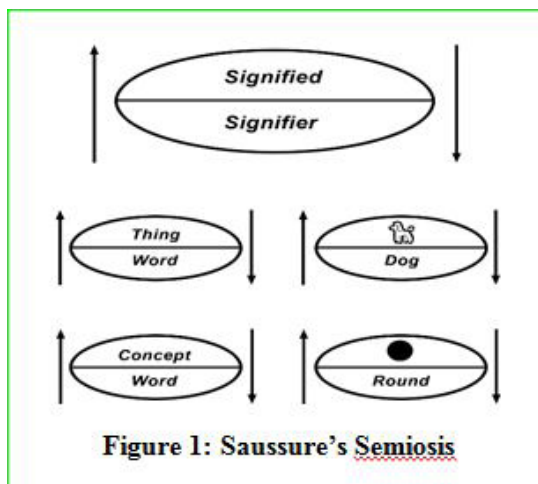 Signified
Signifier
Thing
Word
Dog
Concept
Word
Round
Figure 1: Saussure's Semiosis